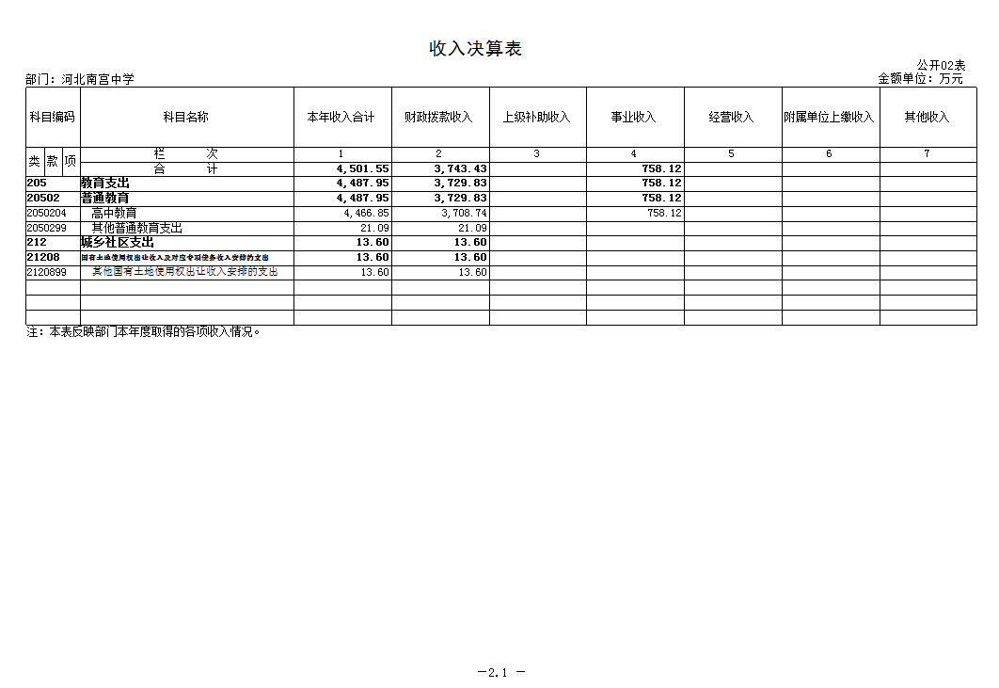 收入决算表
公开02表
部门：河北南宫中学 金额单位：万元
科目编码 科目名称 本年收入合计 财政拨款收入 上级补助收入 事业收入 经营收入 附属单位上缴收入 其他收入
类 款 项 栏 次 1 2 3 4 5 6 7
合 计 4,501.55 3,743.43 758.12
205 教育支出 4,487.95 3,729.83 758.12
20502 普通教育 4,487.95 3,729.83 758.12
2050204 高中教育 4,466.85 3,708.74 758.12
2050299 其他普通教育支出 21.09 21.09
212 城乡社区支出 13.60 13.60
21208 国有土地使用权出让收入及对应专项债务收入安排的支出 13.60 13.60
2120899 其他国有土地使用权出让收入安排的支出 13.60 13.60
注：本表反映部门本年度取得的各项收入情况。
－2.1 －